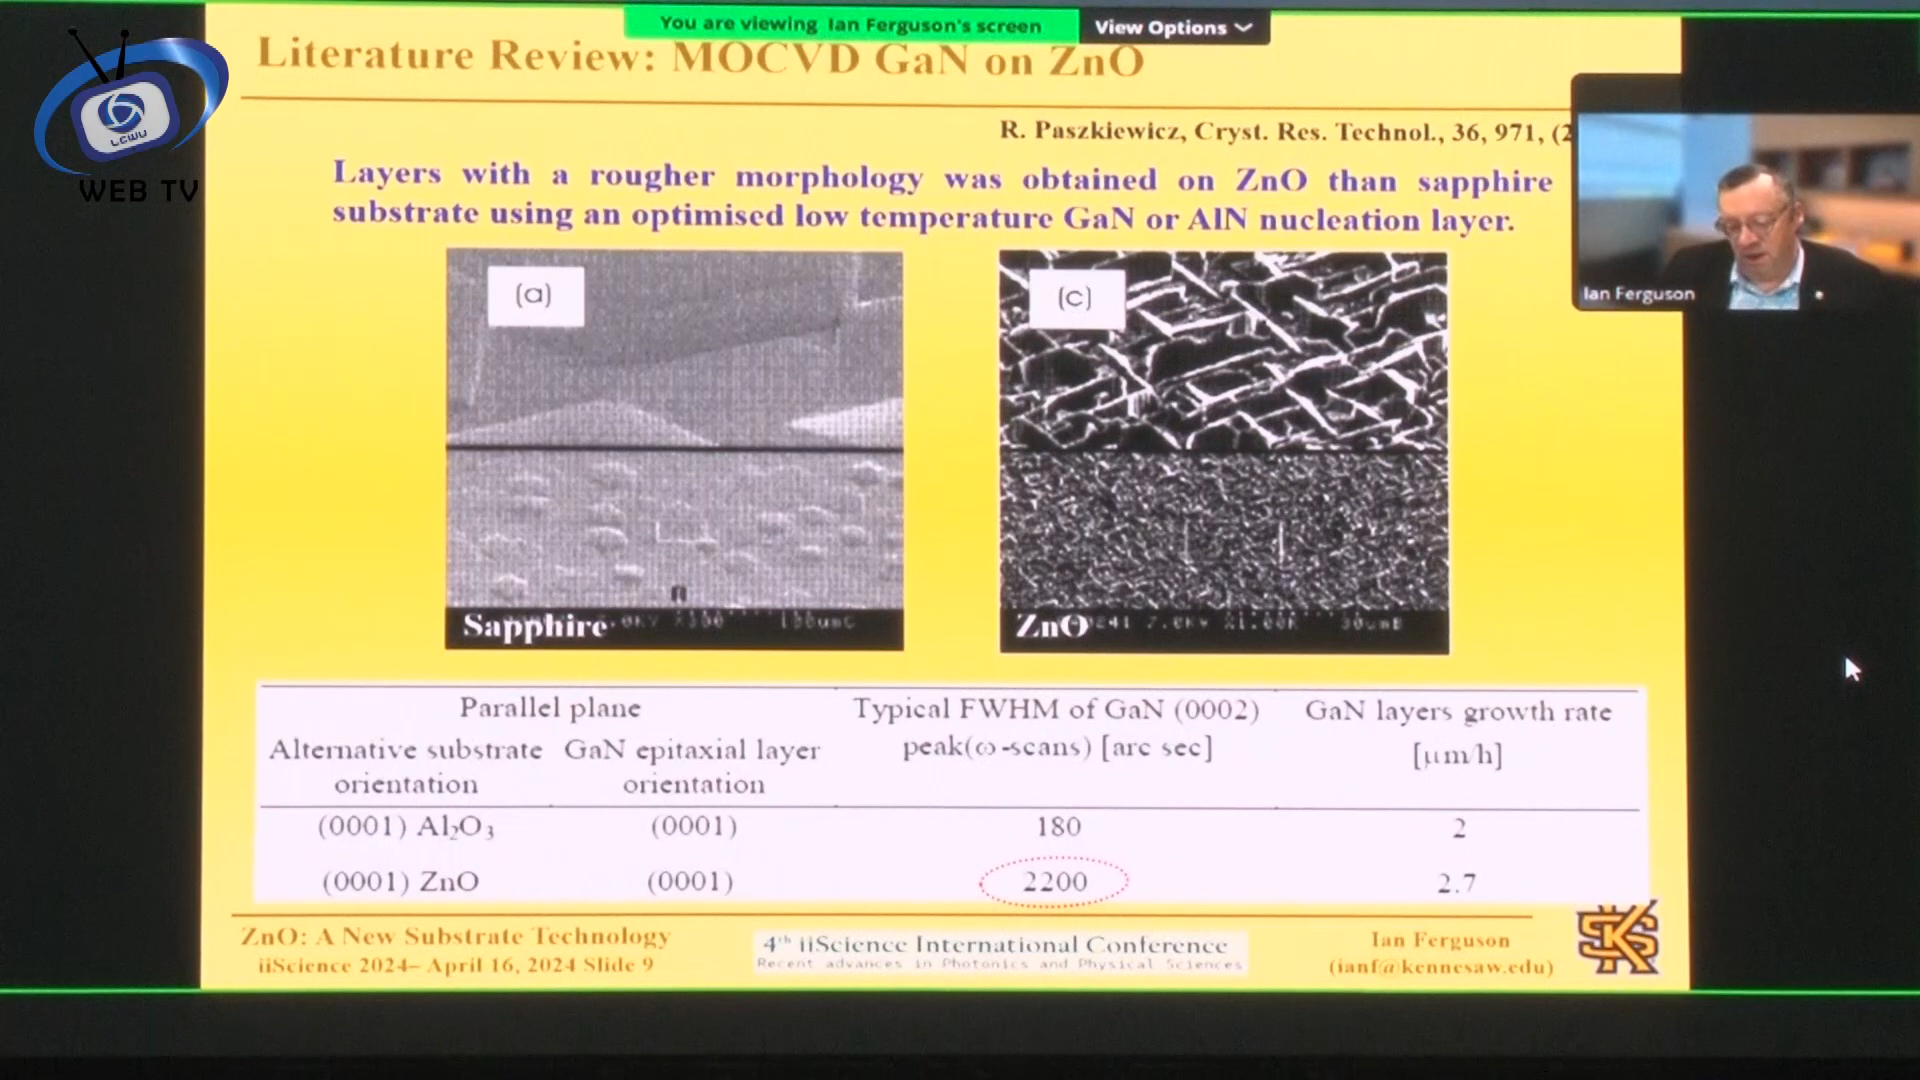 You are viewing Ian Ferguson's screen
View Options
Literature Review: MOCVD GaN on ZnO
LCWU
WEB TV
R. Paszkiewicz, Cryst. Res. Technol., 36, 971, (2
Layers with a rougher morphology was obtained on ZnO than sapphire
substrate using an optimised low temperature GaN or AlN nucleation layer.
Ian Ferguson
(a)
(c)
Sapphire
ZnO
Parallel plane
Typical FWHM of GaN (0002)
GaN layers growth rate
Alternative substrate
GaN epitaxial layer
peak(ω-scans) [arc sec]
[μm/h]
orientation
orientation
(0001) Al₂O₃
(0001)
180
2
(0001) ZnO
(0001)
2200
2.7
ZnO: A New Substrate Technology
iiScience 2024– April 16, 2024 Slide 9
4th iiScience International Conference
Recent advances in Photonics and Physical Sciences
Ian Ferguson
(ianf@kennesaw.edu)
KS